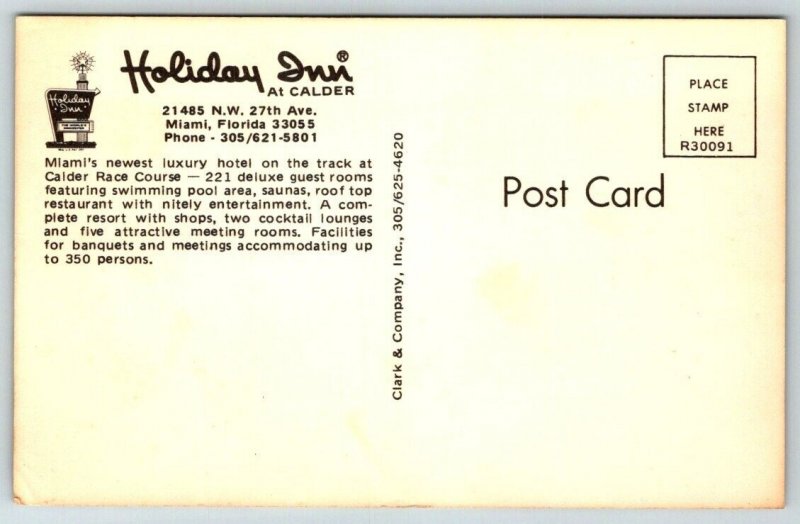 Holiday Inn®
At CALDER
Holiday
Inn
21485 N.W. 27th Ave.
Miami, Florida 33055
Phone - 305/621-5801
Miami's newest luxury hotel on the track at
Calder Race Course — 221 deluxe guest rooms
featuring swimming pool area, saunas, roof top
restaurant with nitely entertainment. A com-
plete resort with shops, two cocktail lounges
and five attractive meeting rooms. Facilities
for banquets and meetings accommodating up
to 350 persons.
Clark & Company, Inc., 305/625-4620
PLACE
STAMP
HERE
R30091
Post Card